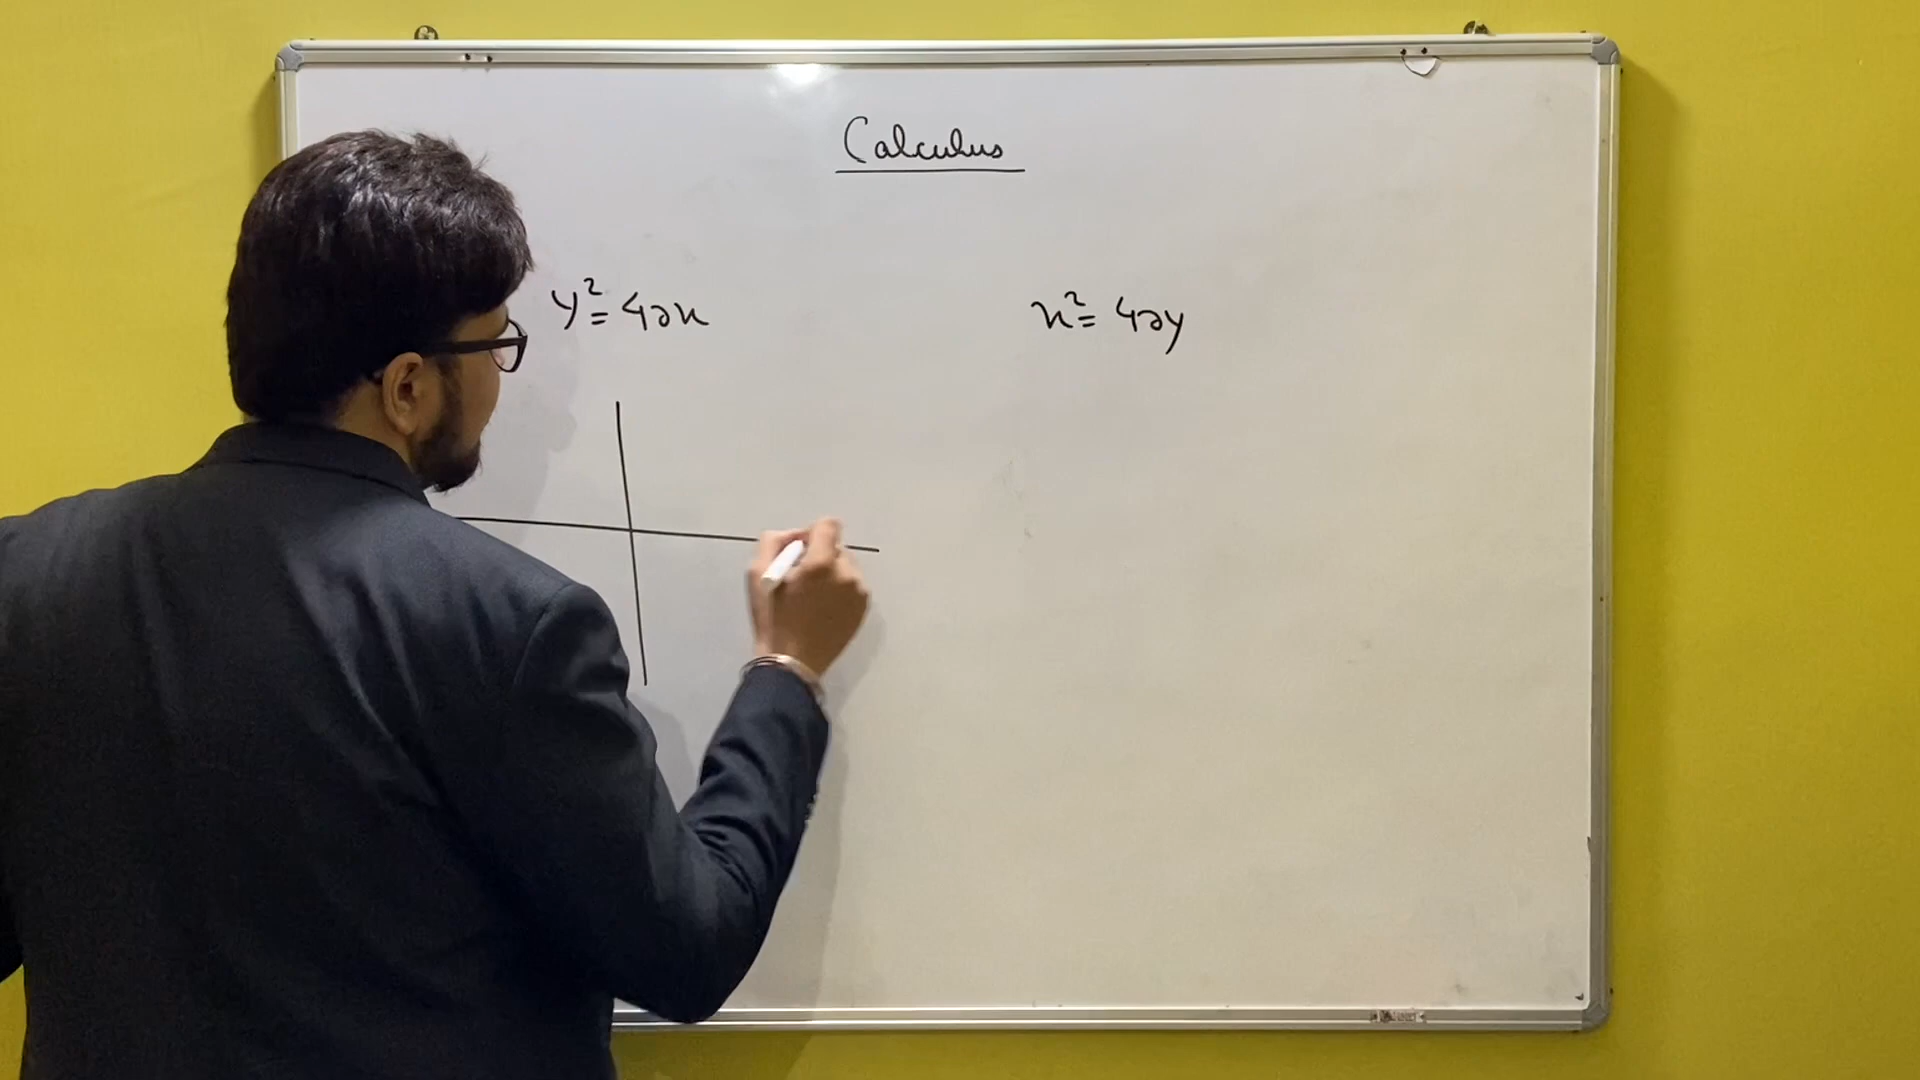 Calculus
y² = 4ax
x² = 4ay